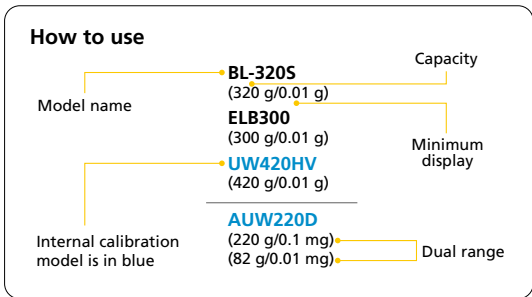 How to use
Capacity
BL-320S
(320 g/0.01 g)
Model name
ELB300
(300 g/0.01 g)
Minimum
display
UW420HV
(420 g/0.01 g)
AUW220D
(220 g/0.1 mg)
(82 g/0.01 mg)
Internal calibration
model is in blue
Dual range